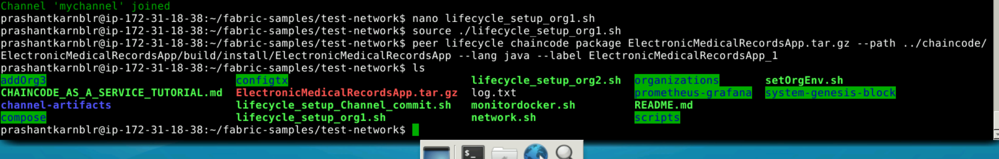 Channel 'mychannel' joined
prashantkarnblr@ip-172-31-18-38:~/fabric-samples/test-network$ nano lifecycle_setup_org1.sh
prashantkarnblr@ip-172-31-18-38:~/fabric-samples/test-network$ source ./lifecycle_setup_org1.sh
prashantkarnblr@ip-172-31-18-38:~/fabric-samples/test-network$ peer lifecycle chaincode package ElectronicMedicalRecordsApp.tar.gz --path ../chaincode/
ElectronicMedicalRecordsApp/build/install/ElectronicMedicalRecordsApp --lang java --label ElectronicMedicalRecordsApp_1
prashantkarnblr@ip-172-31-18-38:~/fabric-samples/test-network$ ls
addOrg3 configtx lifecycle_setup_org2.sh organizations setOrgEnv.sh
CHAINCODE_AS_A_SERVICE_TUTORIAL.md ElectronicMedicalRecordsApp.tar.gz log.txt prometheus-grafana system-genesis-block
channel-artifacts lifecycle_setup_Channel_commit.sh monitordocker.sh README.md
compose lifecycle_setup_org1.sh network.sh scripts
prashantkarnblr@ip-172-31-18-38:~/fabric-samples/test-network$
$_